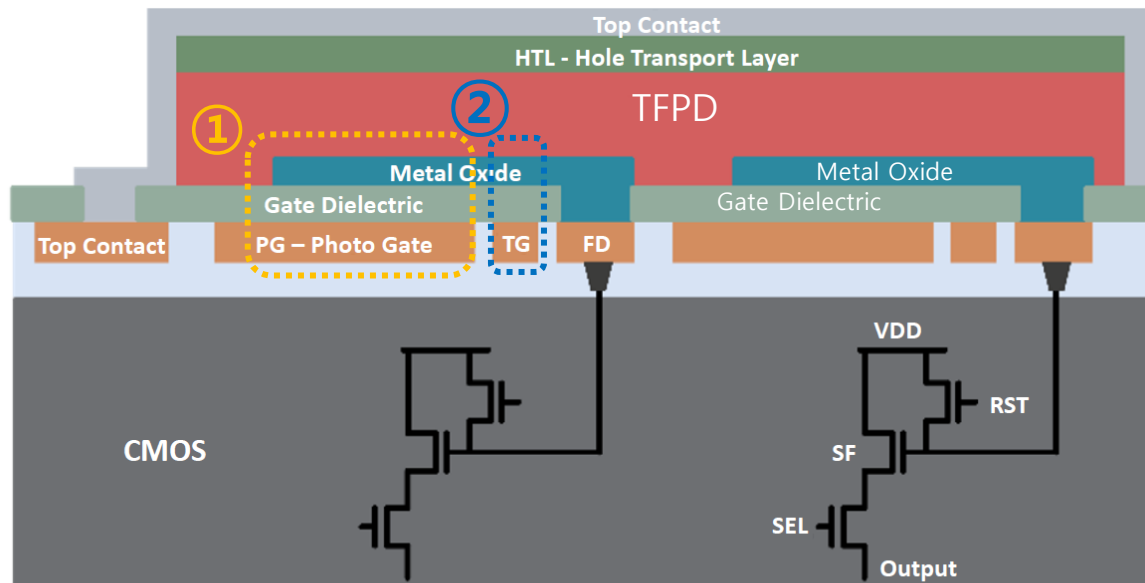 Top Contact
HTL - Hole Transport Layer
TFPD
①
②
Metal Oxide
Metal Oxide
Gate Dielectric
Gate Dielectric
Top Contact
PG – Photo Gate
TG
FD
VDD
RST
CMOS
SF
SEL
Output